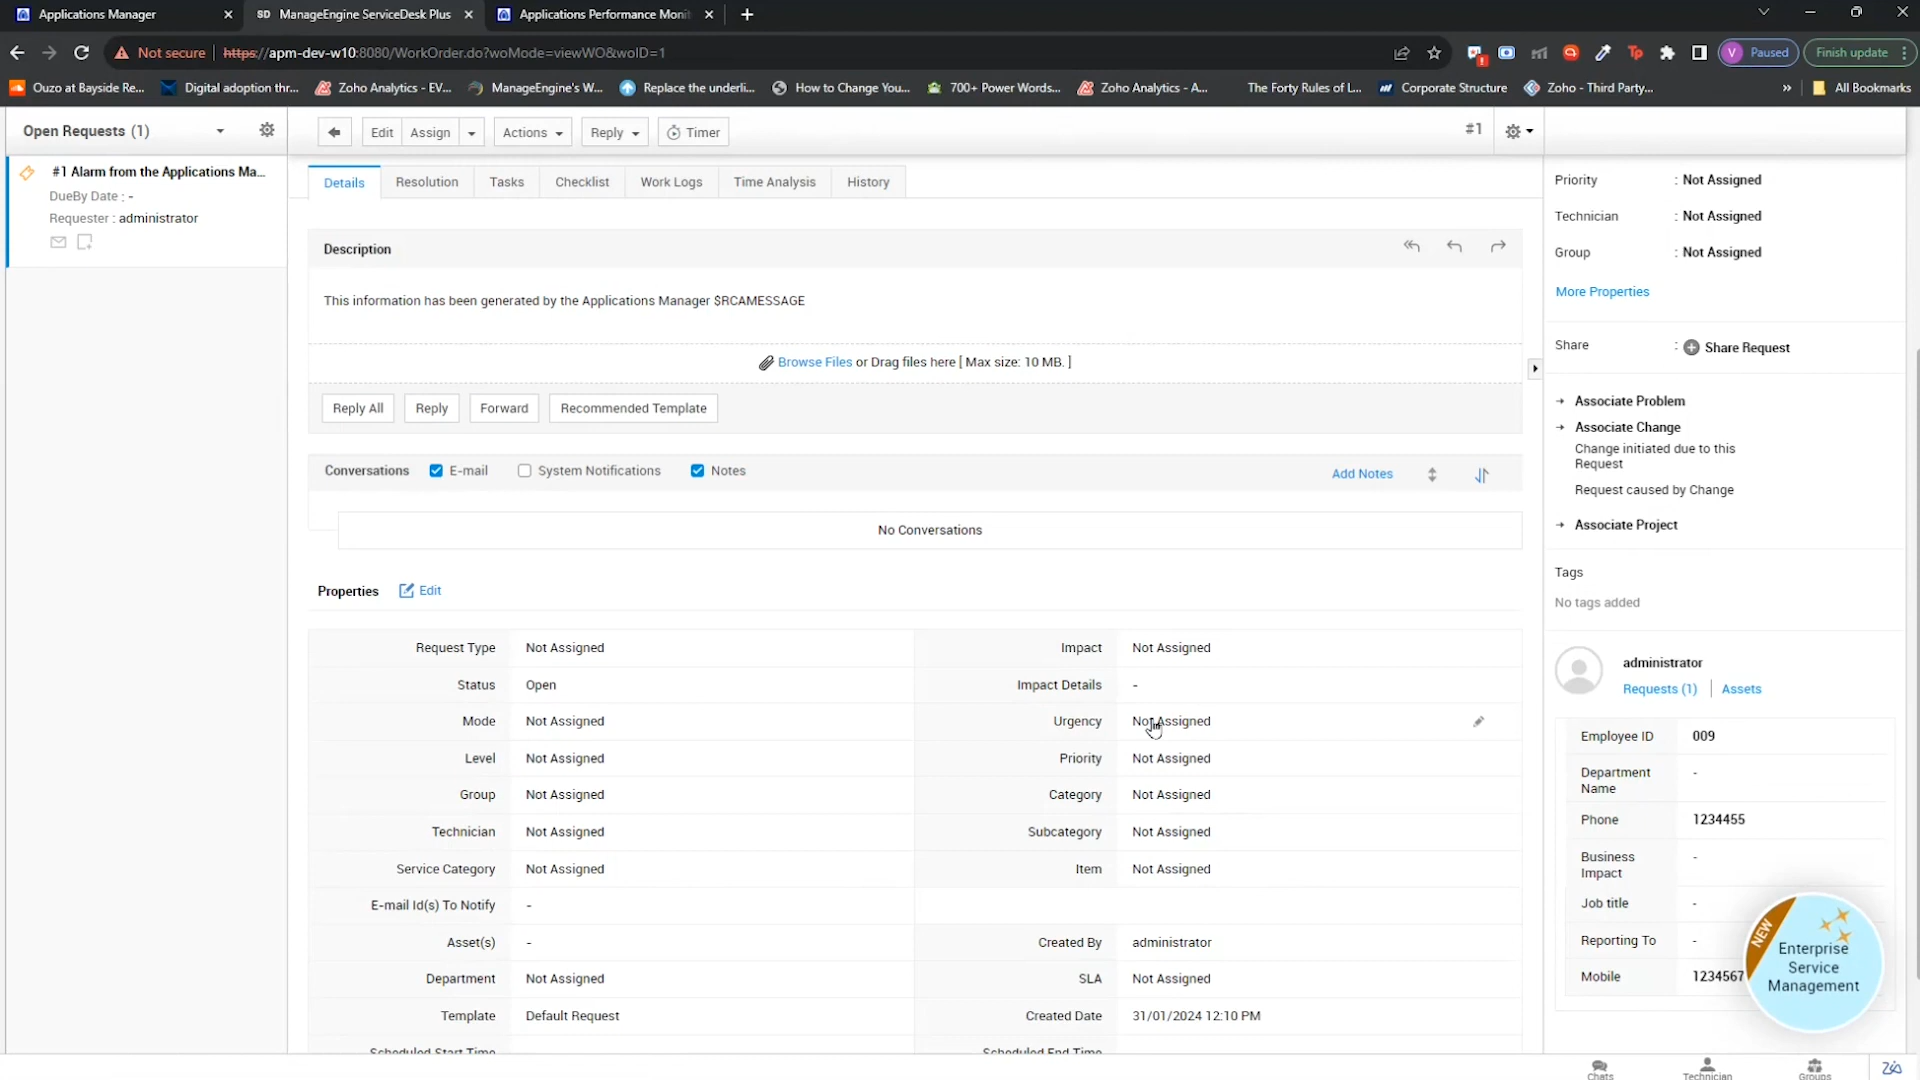 Applications Manager
SD ManageEngine ServiceDesk Plus
Applications Performance Monit
Not secure
https://apm-dev-w10:8080/WorkOrder.do?woMode=viewWO&woID=1
Tp
V Paused
Finish update
Ouzo at Bayside Re...
Digital adoption thr...
Zoho Analytics - EV...
ManageEngine's W...
Replace the underli...
How to Change You...
700+ Power Words...
Zoho Analytics - A...
The Forty Rules of L...
Corporate Structure
Zoho - Third Party...
»
All Bookmarks
Open Requests (1)
Edit
Assign
Actions
Reply
Timer
#1
#1 Alarm from the Applications Ma...
DueBy Date : -
Requester : administrator
Details
Resolution
Tasks
Checklist
Work Logs
Time Analysis
History
Description
This information has been generated by the Applications Manager $RCAMESSAGE
Browse Files or Drag files here [ Max size: 10 MB. ]
Reply All
Reply
Forward
Recommended Template
Conversations
E-mail
System Notifications
Notes
Add Notes
No Conversations
Properties
Edit
Request Type Not Assigned
Impact Not Assigned
Status Open
Impact Details -
Mode Not Assigned
Urgency Not Assigned
Level Not Assigned
Priority Not Assigned
Group Not Assigned
Category Not Assigned
Technician Not Assigned
Subcategory Not Assigned
Service Category Not Assigned
Item Not Assigned
E-mail Id(s) To Notify -
Asset(s) -
Created By administrator
Department Not Assigned
SLA Not Assigned
Template Default Request
Created Date 31/01/2024 12:10 PM
Scheduled Start Time
Scheduled End Time
Priority : Not Assigned
Technician : Not Assigned
Group : Not Assigned
More Properties
Share : Share Request
Associate Problem
Associate Change
Change initiated due to this
Request
Request caused by Change
Associate Project
Tags
No tags added
administrator
Requests (1) | Assets
Employee ID 009
Department
Name -
Phone 1234455
Business
Impact -
Job title -
Reporting To -
Mobile 1234567
NEW
Enterprise
Service
Management
Chats
Technician
Groups
Zia